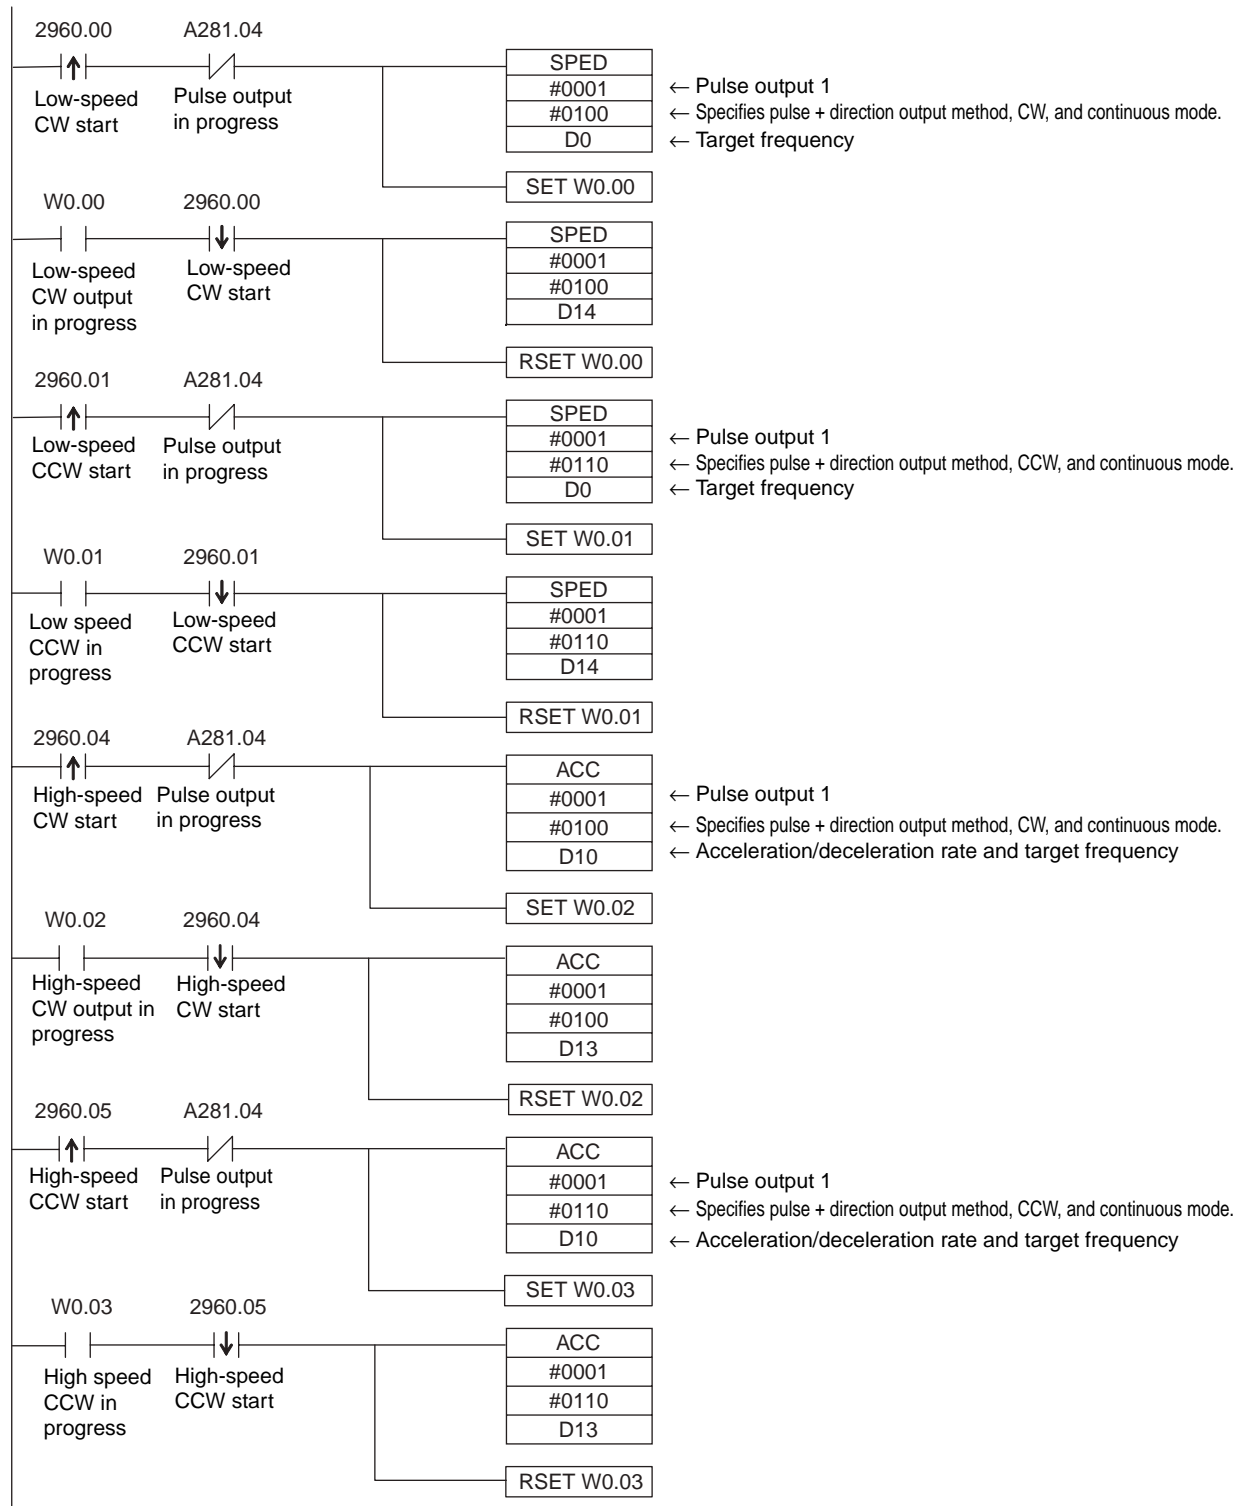 2960.00 A281.04
SPED
#0001 ← Pulse output 1
Low-speed Pulse output #0100 ← Specifies pulse + direction output method, CW, and continuous mode.
CW start in progress D0 ← Target frequency
SET W0.00
W0.00 2960.00
SPED
Low-speed Low-speed #0001
CW output CW start #0100
in progress D14
RSET W0.00
2960.01 A281.04
SPED
Low-speed Pulse output #0001 ← Pulse output 1
CCW start in progress #0110 ← Specifies pulse + direction output method, CCW, and continuous mode.
D0 ← Target frequency
SET W0.01
W0.01 2960.01
SPED
Low speed Low-speed #0001
CCW in CCW start #0110
progress D14
RSET W0.01
2960.04 A281.04
ACC
High-speed Pulse output #0001 ← Pulse output 1
CW start in progress #0100 ← Specifies pulse + direction output method, CW, and continuous mode.
D10 ← Acceleration/deceleration rate and target frequency
SET W0.02
W0.02 2960.04
ACC
High-speed High-speed #0001
CW output in CW start #0100
progress D13
RSET W0.02
2960.05 A281.04
ACC
High-speed Pulse output #0001 ← Pulse output 1
CCW start in progress #0110 ← Specifies pulse + direction output method, CCW, and continuous mode.
D10 ← Acceleration/deceleration rate and target frequency
SET W0.03
W0.03 2960.05
ACC
High speed High-speed #0001
CCW in CCW start #0110
progress D13
RSET W0.03